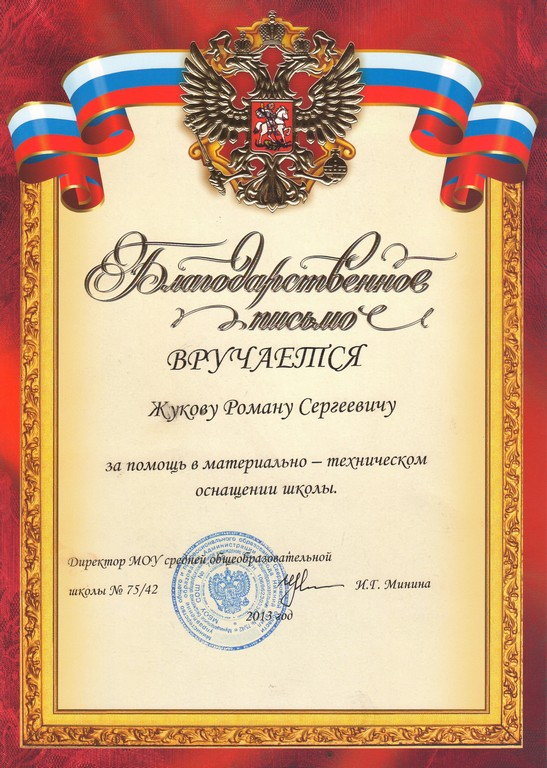 Благодарственное
письмо
ВРУЧАЕТСЯ
Жукову Роману Сергеевичу
за помощь в материально – техническом
оснащении школы.
Директор МОУ средней общеобразовательной
школы № 75/42
И.Г. Минина
2013 год